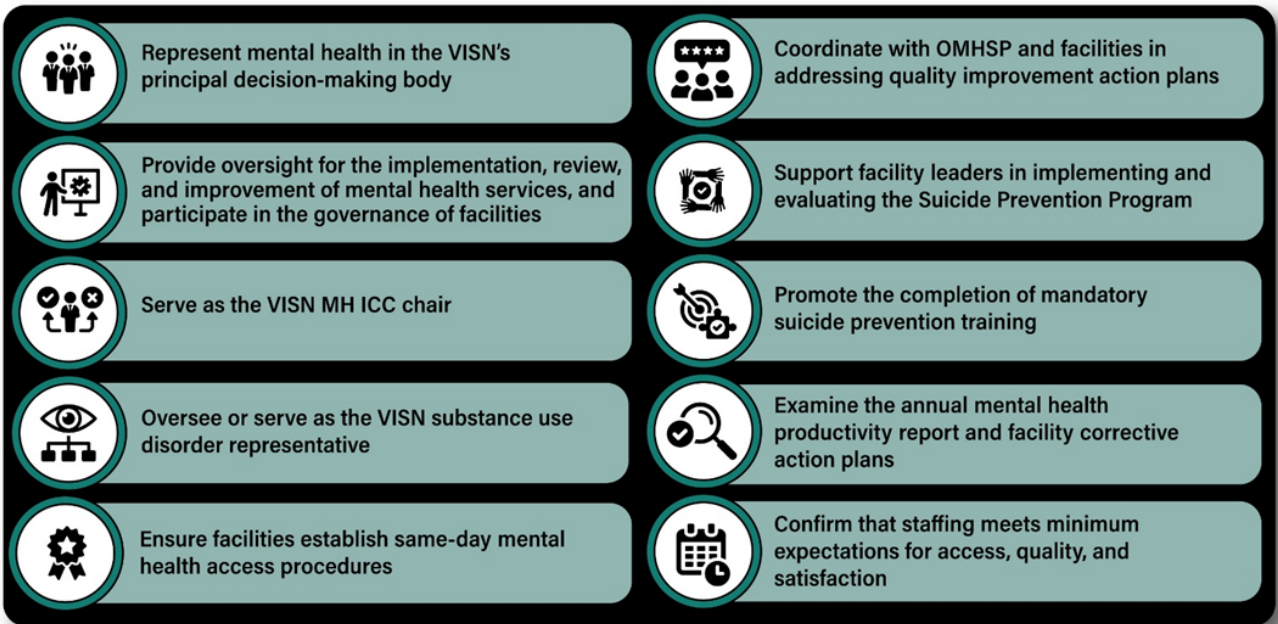 Represent mental health in the VISN's
principal decision-making body
Provide oversight for the implementation, review,
and improvement of mental health services, and
participate in the governance of facilities
Serve as the VISN MH ICC chair
Oversee or serve as the VISN substance use
disorder representative
Ensure facilities establish same-day mental
health access procedures
Coordinate with OMHSP and facilities in
addressing quality improvement action plans
Support facility leaders in implementing and
evaluating the Suicide Prevention Program
Promote the completion of mandatory
suicide prevention training
Examine the annual mental health
productivity report and facility corrective
action plans
Confirm that staffing meets minimum
expectations for access, quality, and
satisfaction